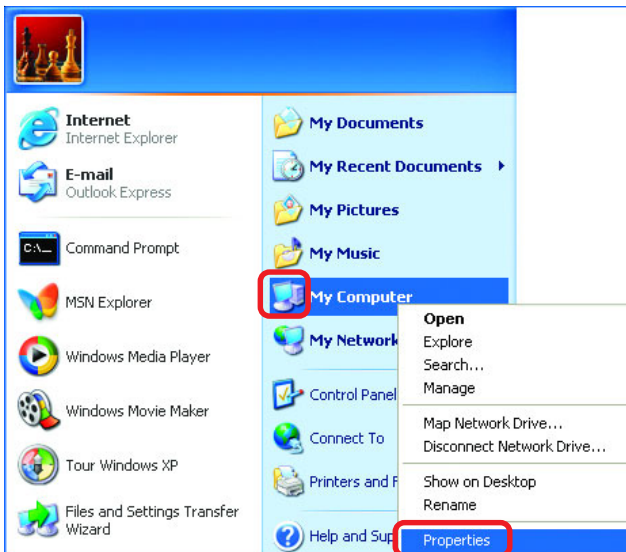 Internet
Internet Explorer
E-mail
Outlook Express
C:\_
Command Prompt
MSN Explorer
Windows Media Player
Windows Movie Maker
Tour Windows XP
Files and Settings Transfer
Wizard
My Documents
My Recent Documents
My Pictures
My Music
My Computer
My Network
Control Panel
Connect To
Printers and F
Help and Sup
Open
Explore
Search...
Manage
Map Network Drive...
Disconnect Network Drive...
Show on Desktop
Rename
Properties